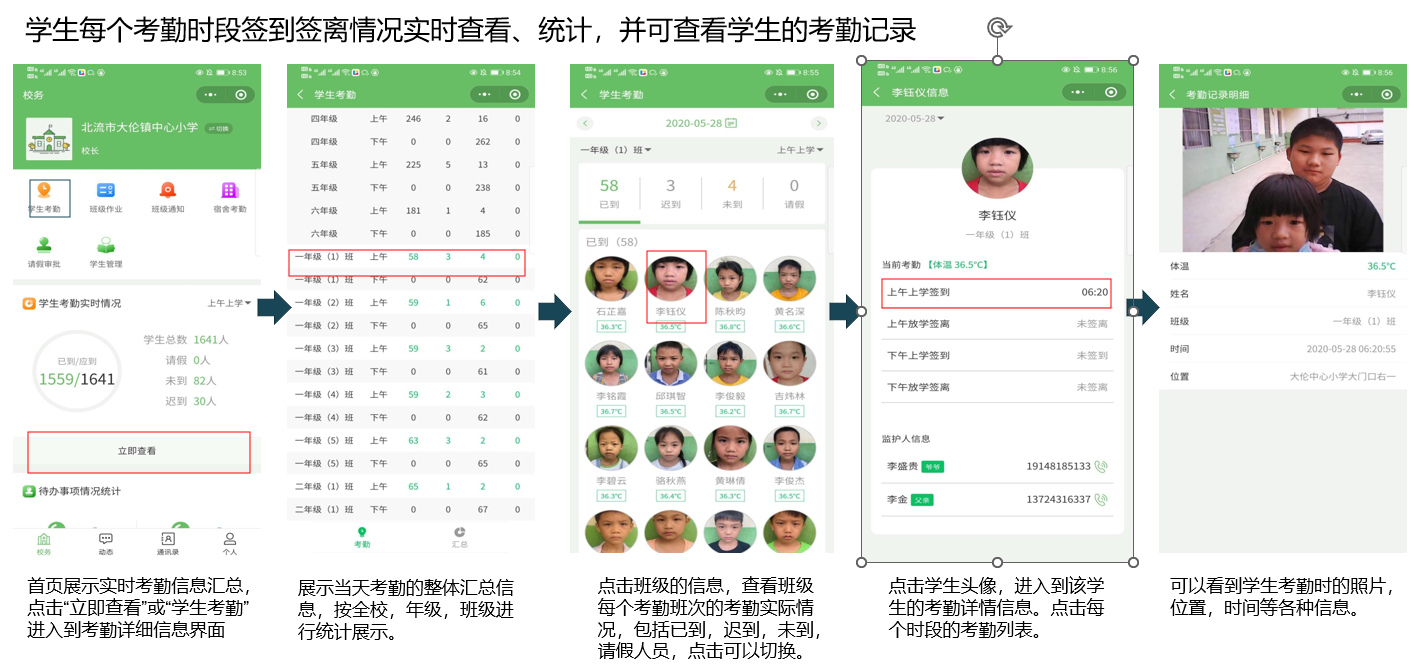 学生每个考勤时段签到签离情况实时查看、统计，并可查看学生的考勤记录
8:53
校务
北流市大伦镇中心小学 切换
校长
学生考勤 班级作业 班级通知 宿舍考勤
请假审批 学生管理
学生考勤实时情况 上午上学
已到/应到
1559/1641
学生总数 1641人
请假 0人
未到 82人
迟到 30人
立即查看
待办事项情况统计
校务 动态 通讯录 个人
首页展示实时考勤信息汇总，
点击“立即查看”或“学生考勤”
进入到考勤详细信息界面
8:54
学生考勤
四年级 上午 246 2 16 0
四年级 下午 0 0 262 0
五年级 上午 225 5 13 0
五年级 下午 0 0 238 0
六年级 上午 181 1 4 0
六年级 下午 0 0 185 0
一年级（1）班 上午 58 3 4 0
一年级（1）班 下午 0 0 62 0
一年级（2）班 上午 59 1 6 0
一年级（2）班 下午 0 0 65 0
一年级（3）班 上午 59 3 2 0
一年级（3）班 下午 0 0 61 0
一年级（4）班 上午 59 2 3 0
一年级（4）班 下午 0 0 62 0
一年级（5）班 上午 63 3 2 0
一年级（5）班 下午 0 0 65 0
二年级（1）班 上午 65 1 2 0
二年级（1）班 下午 0 0 67 0
考勤 汇总
展示当天考勤的整体汇总信
息，按全校，年级，班级进
行统计展示。
8:55
学生考勤
2020-05-28
一年级（1）班 上午上学
58 3 4 0
已到 迟到 未到 请假
已到（58）
石芷嘉 李钰仪 陈秋昀 黄名深
36.3℃ 36.5℃ 36.8℃ 36.6℃
李铭霞 邱琪智 李俊毅 吉炜林
36.7℃ 36.5℃ 36.2℃ 36.7℃
李碧云 骆秋燕 黄琳倩 李俊杰
36.3℃ 36.4℃ 36.3℃ 36.5℃
点击班级的信息，查看班级
每个考勤班次的考勤实际情
况，包括已到，迟到，未到，
请假人员，点击可以切换。
8:56
李钰仪信息
2020-05-28
李钰仪
一年级（1）班
当前考勤【体温 36.5℃】
上午上学签到 06:20
上午放学签离 未签离
下午上学签到 未签到
下午放学签离 未签离
监护人信息
李盛贵 爷爷 19148185133
李金 父亲 13724316337
点击学生头像，进入到该学
生的考勤详情信息。点击每
个时段的考勤列表。
8:56
考勤记录明细
体温 36.5℃
姓名 李钰仪
班级 一年级（1）班
时间 2020-05-28 06:20:55
位置 大伦中心小学大门口右一
可以看到学生考勤时的照片，
位置，时间等各种信息。